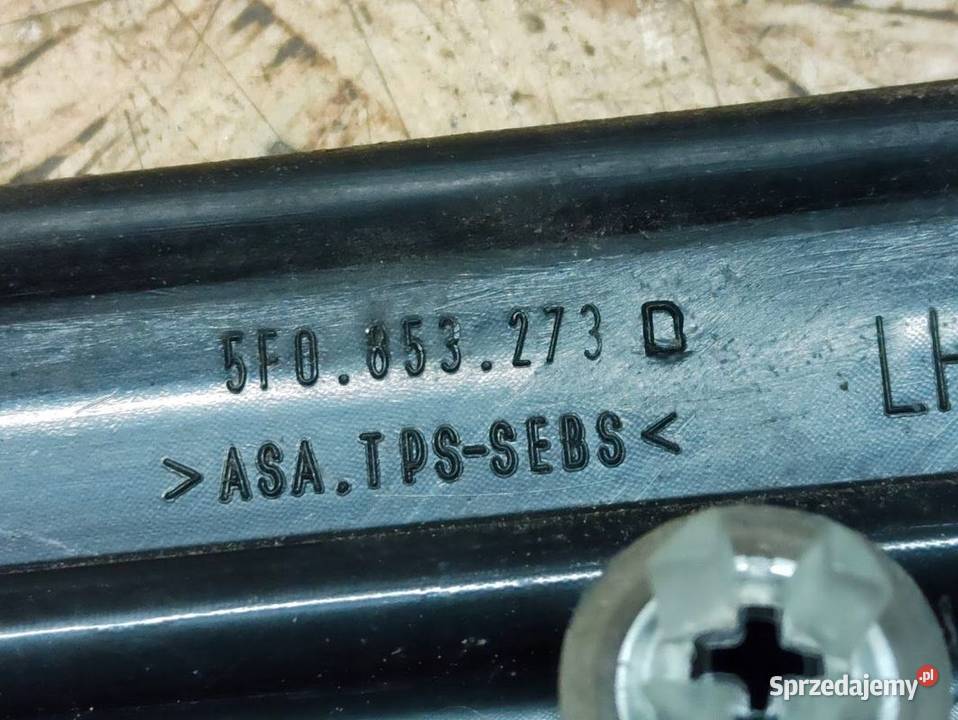 5F0.853.273 D
LH
>ASA.TPS-SEBS<
Sprzedajemy.pl